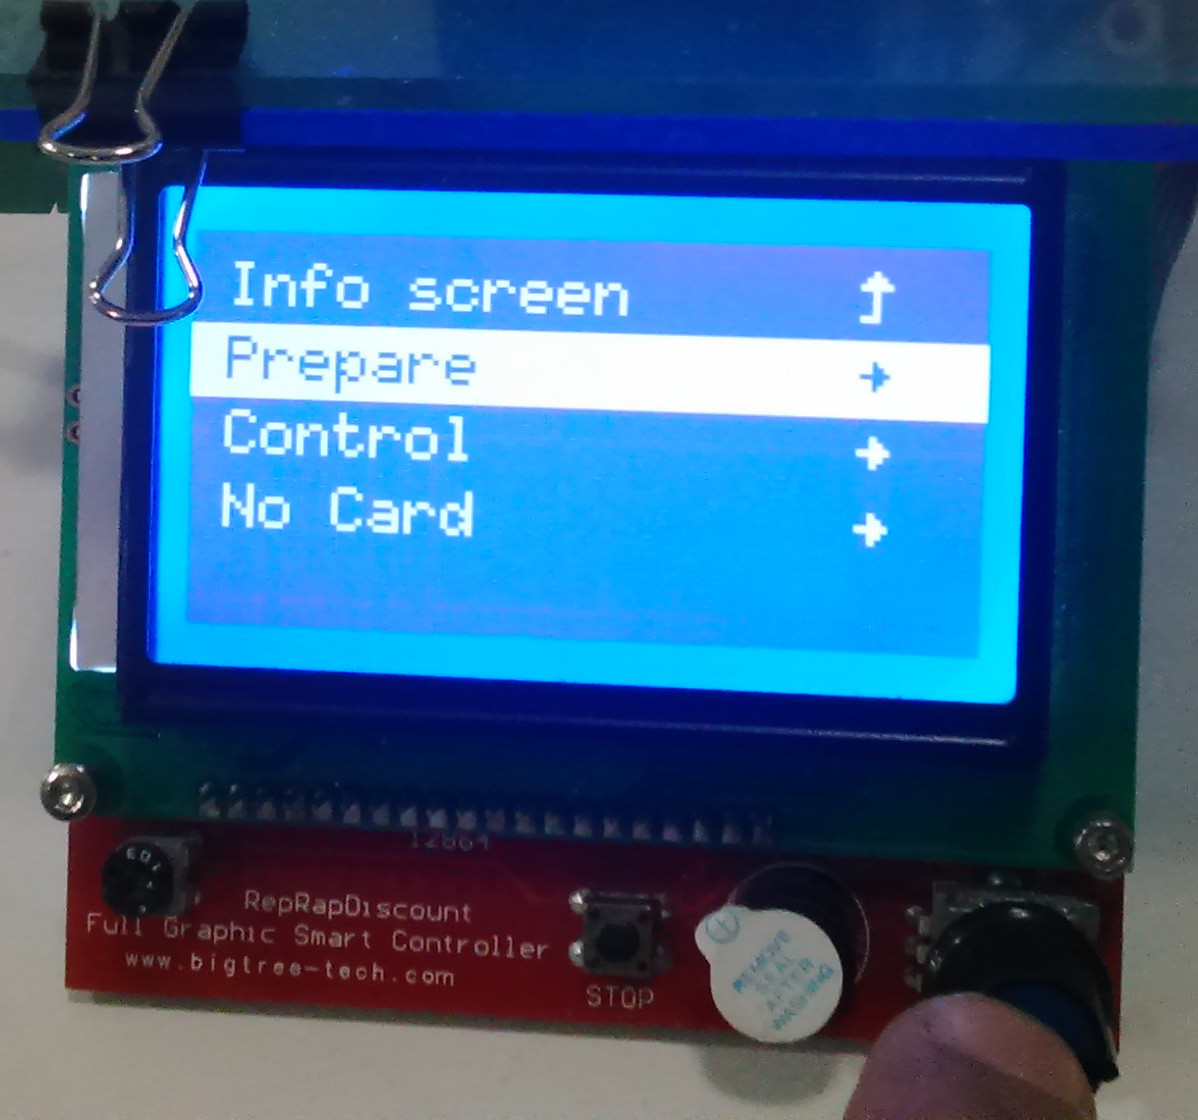 Info screen
Prepare
Control
No Card
12864
RepRapDiscount
Full Graphic Smart Controller
www.bigtree-tech.com
STOP
REMOVE
SEAL
AFTER
WASHING